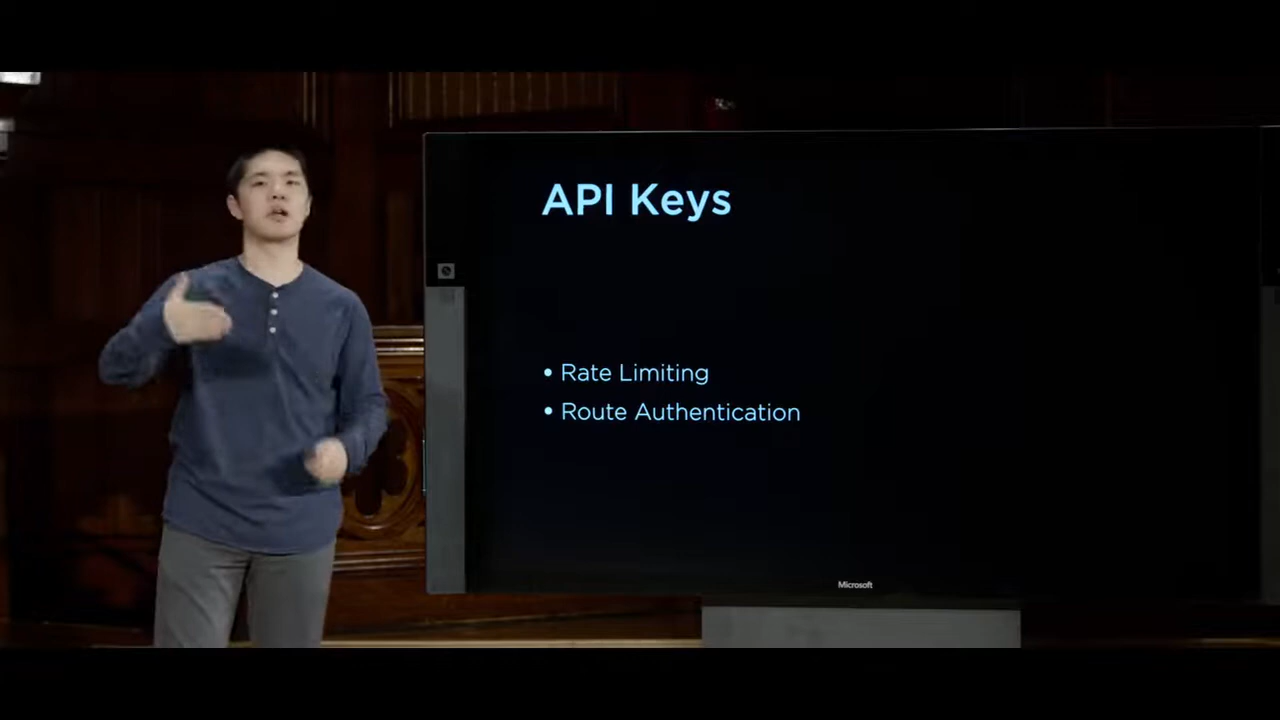 API Keys
• Rate Limiting
• Route Authentication
Microsoft